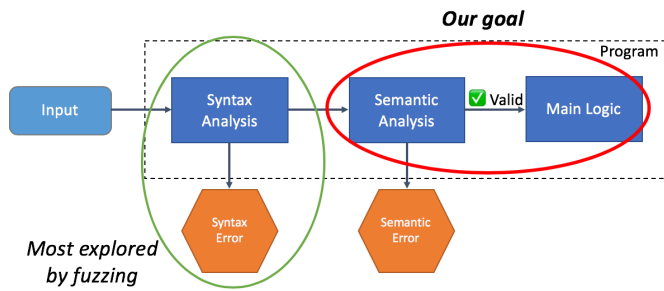 Our goal
Program
Input
Syntax
Analysis
Semantic
Analysis
✅ Valid
Main Logic
Syntax
Error
Semantic
Error
Most explored
by fuzzing